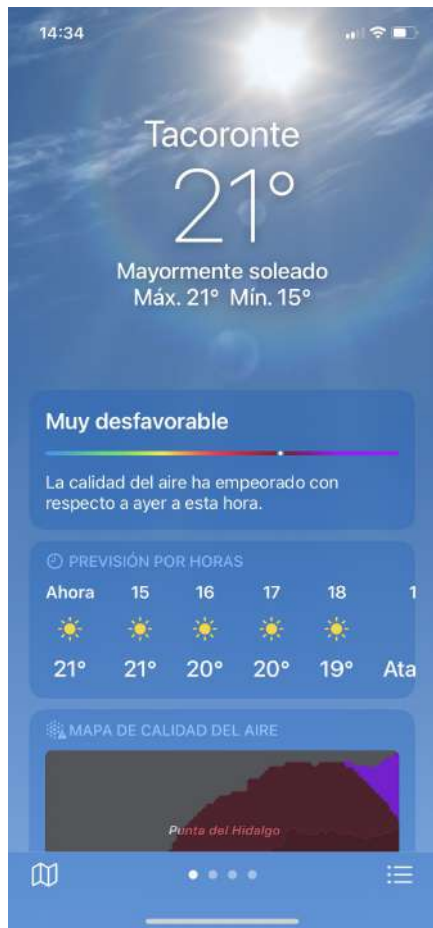 14:34
Tacoronte
21°
Mayormente soleado
Máx. 21° Mín. 15°
Muy desfavorable
La calidad del aire ha empeorado con
respecto a ayer a esta hora.
PREVISIÓN POR HORAS
Ahora 15 16 17 18 1
21° 21° 20° 20° 19° Ata
MAPA DE CALIDAD DEL AIRE
Punta del Hidalgo